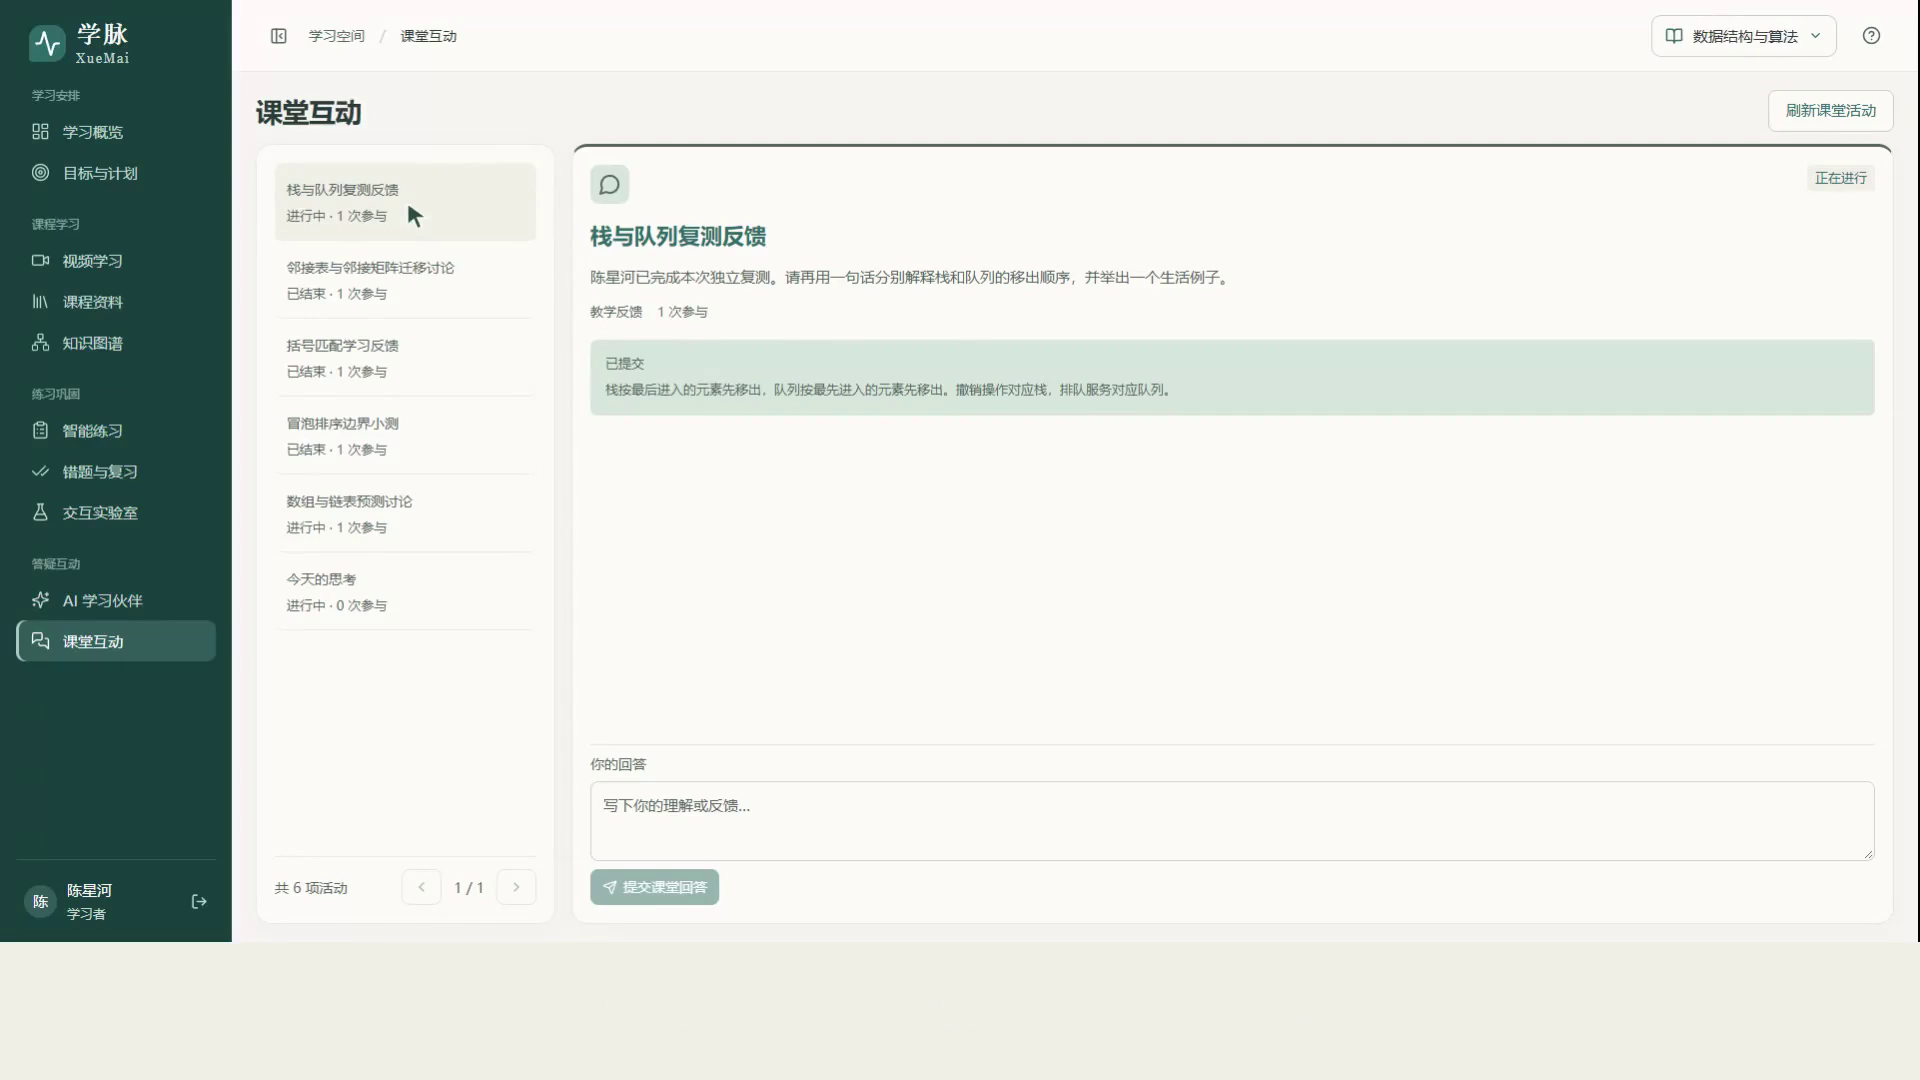 学脉
XueMai
学习安排
学习概览
目标与计划
课程学习
视频学习
课程资料
知识图谱
练习巩固
智能练习
错题与复习
交互实验室
答疑互动
AI 学习伙伴
课堂互动
陈
陈星河
学习者
学习空间 / 课堂互动
数据结构与算法
课堂互动
刷新课堂活动
栈与队列复测反馈
进行中 · 1 次参与
邻接表与邻接矩阵迁移讨论
已结束 · 1 次参与
括号匹配学习反馈
已结束 · 1 次参与
冒泡排序边界小测
已结束 · 1 次参与
数组与链表预测讨论
进行中 · 1 次参与
今天的思考
进行中 · 0 次参与
共 6 项活动
1 / 1
正在进行
栈与队列复测反馈
陈星河已完成本次独立复测。请再用一句话分别解释栈和队列的移出顺序，并举出一个生活例子。
教学反馈 1 次参与
已提交
栈按最后进入的元素先移出，队列按最先进入的元素先移出。撤销操作对应栈，排队服务对应队列。
你的回答
写下你的理解或反馈...
提交课堂回答